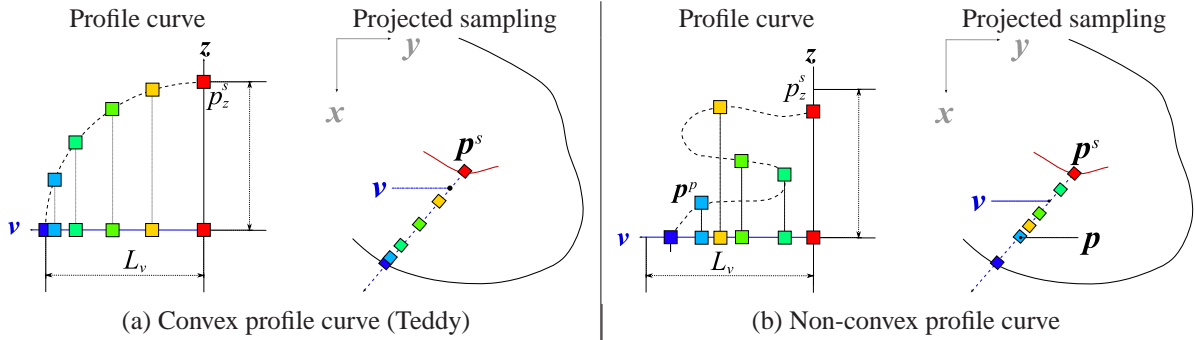 Profile curve
Projected sampling
z
y
p_z^s
x
p^s
v
v
L_v
(a) Convex profile curve (Teddy)
Profile curve
Projected sampling
z
y
p_z^s
x
p^s
p^p
v
v
p
L_v
(b) Non-convex profile curve